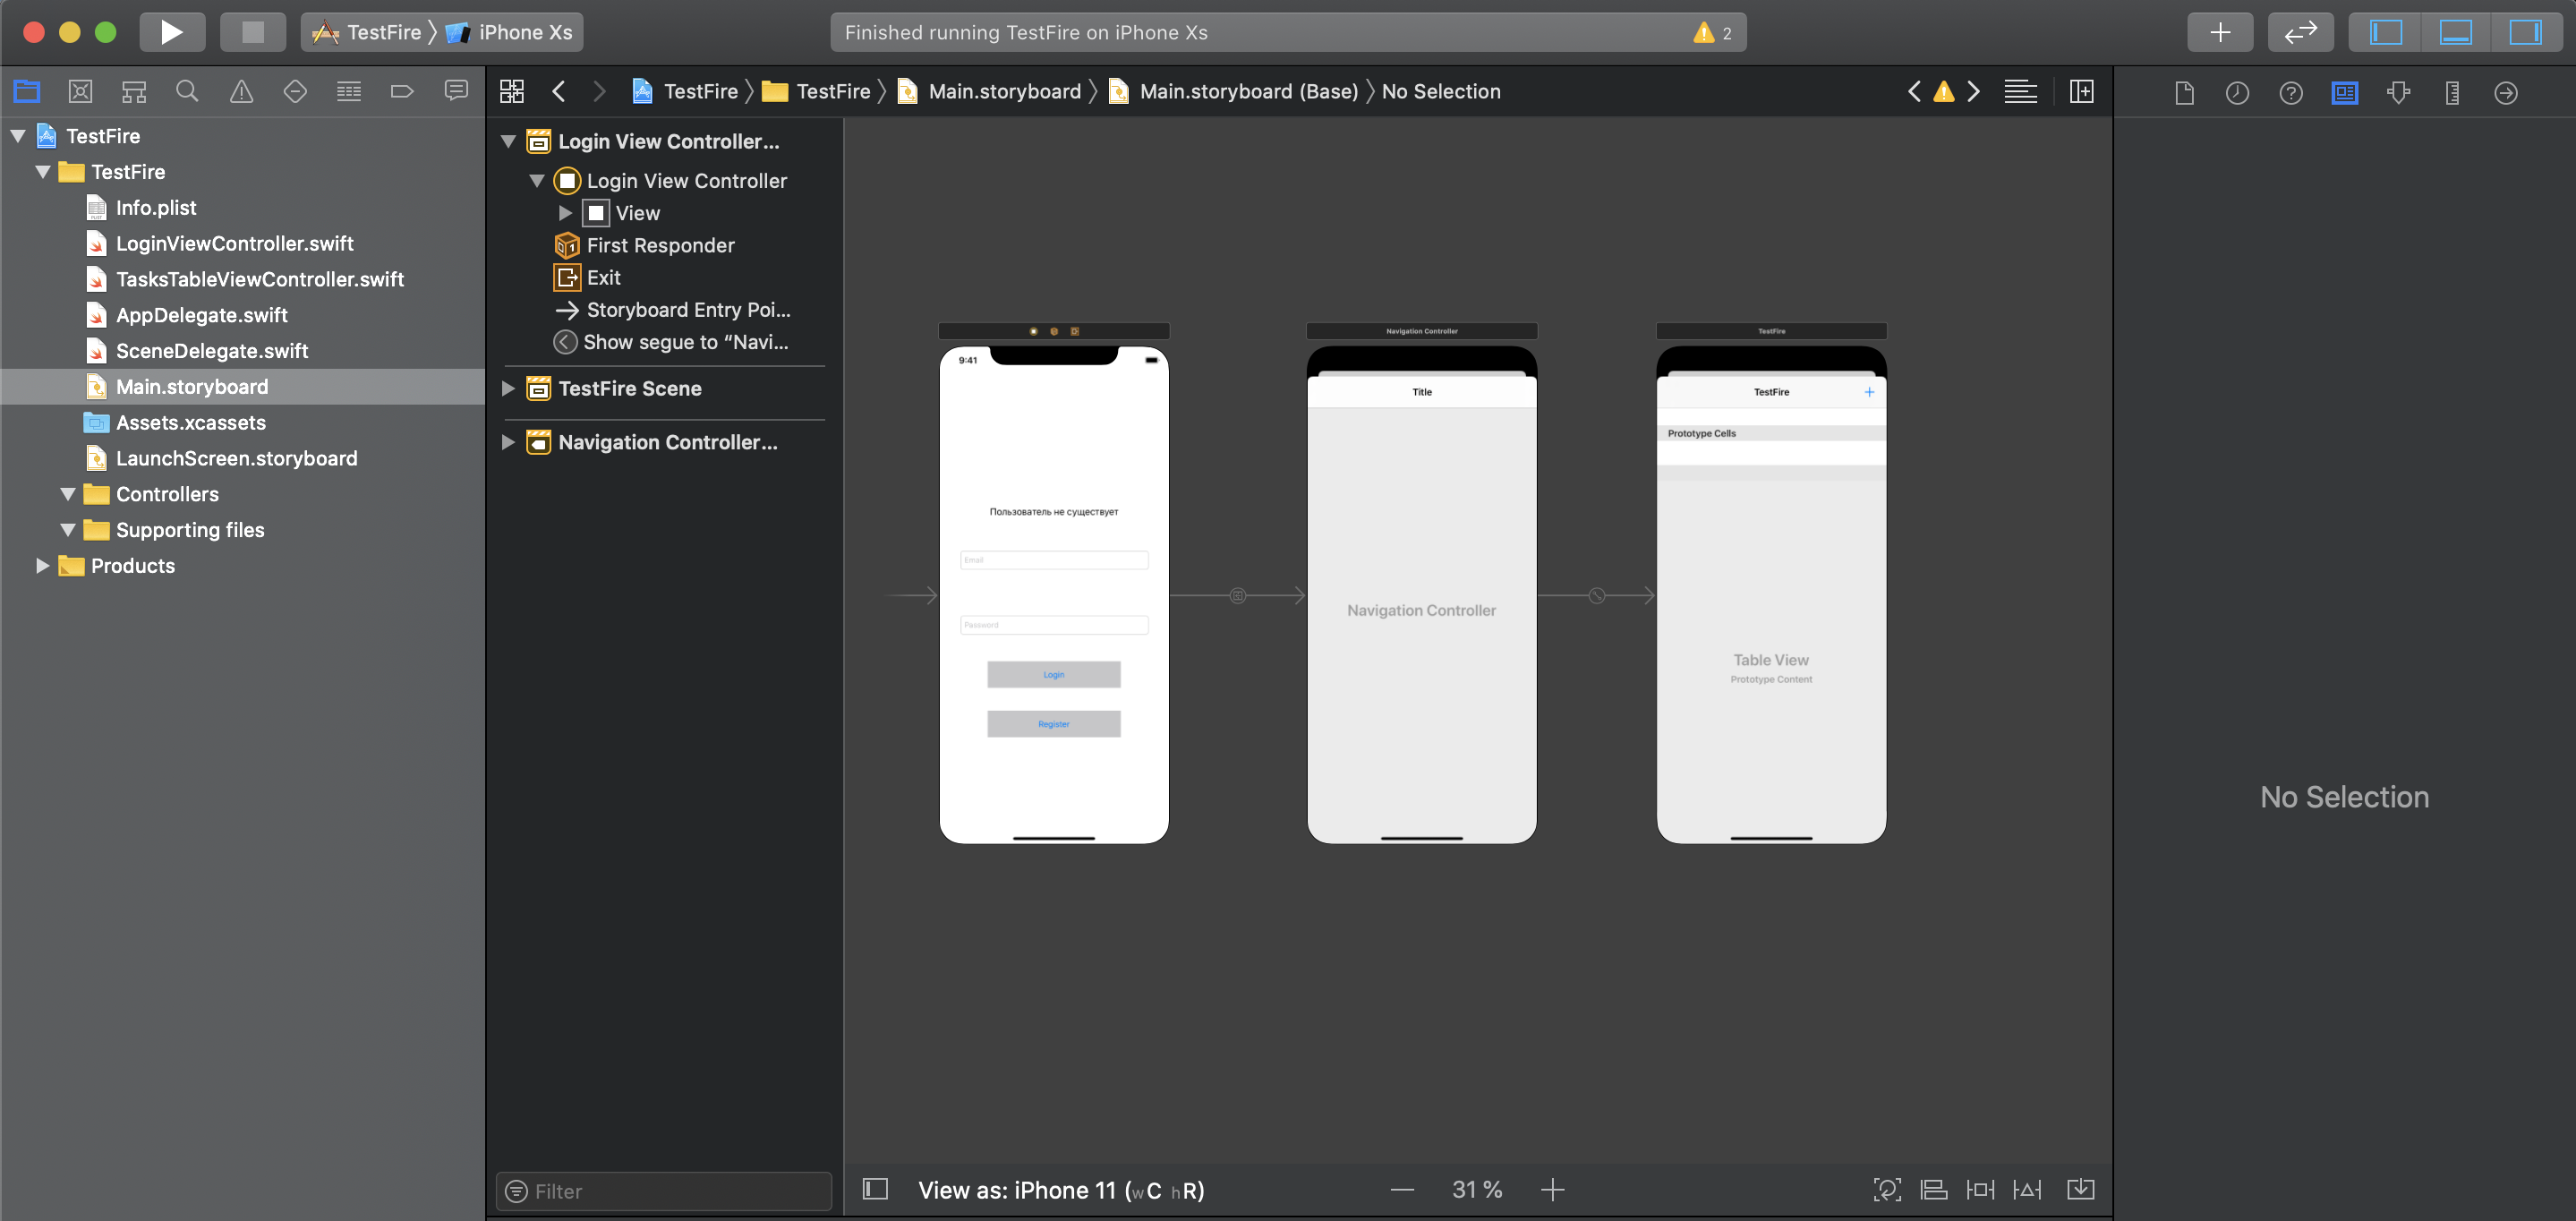 TestFire 〉 iPhone Xs
Finished running TestFire on iPhone Xs
2
TestFire 〉 TestFire 〉 Main.storyboard 〉 Main.storyboard (Base) 〉 No Selection
TestFire
TestFire
Info.plist
LoginViewController.swift
TasksTableViewController.swift
AppDelegate.swift
SceneDelegate.swift
Main.storyboard
Assets.xcassets
LaunchScreen.storyboard
Controllers
Supporting files
Products
Login View Controller...
Login View Controller
View
First Responder
Exit
Storyboard Entry Poi...
Show segue to “Navi...
TestFire Scene
Navigation Controller...
Filter
9:41
Пользователь не существует
Email
Password
Login
Register
Navigation Controller
Title
Navigation Controller
TestFire
TestFire
Prototype Cells
Table View
Prototype Content
View as: iPhone 11 (wC hR)
31 %
No Selection